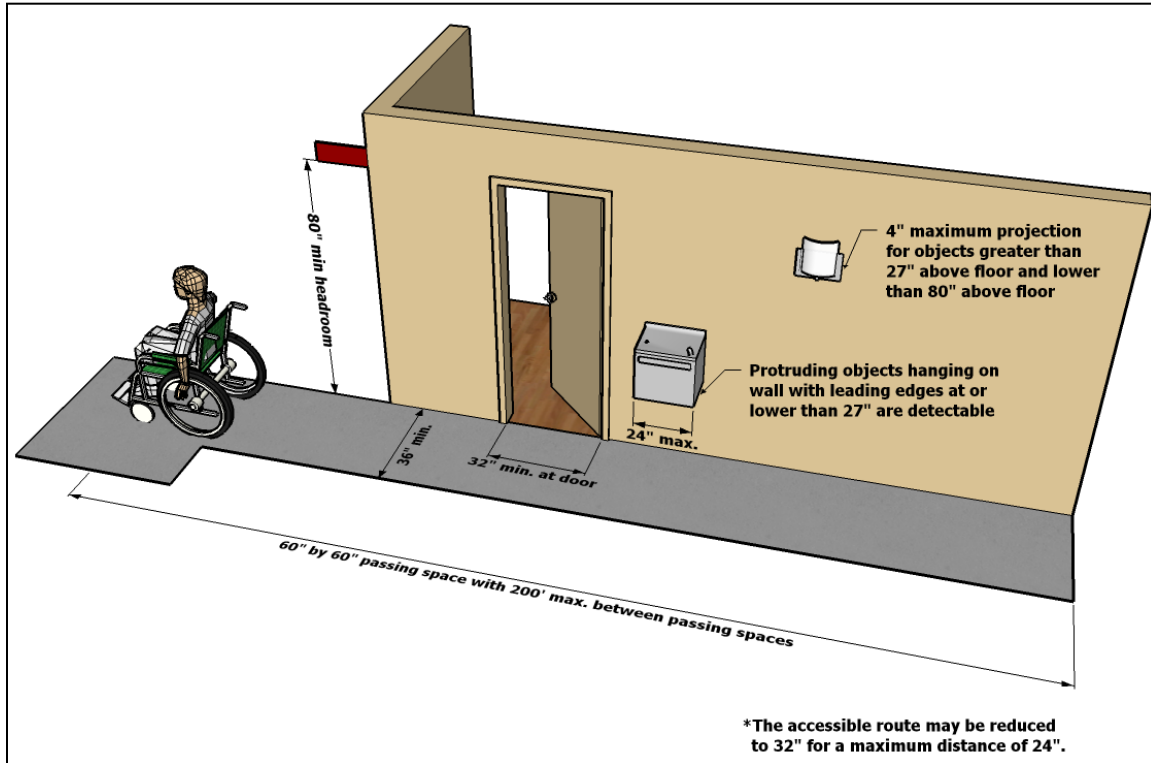 80" min headroom
4" maximum projection
for objects greater than
27" above floor and lower
than 80" above floor
Protruding objects hanging on
wall with leading edges at or
lower than 27" are detectable
24" max.
36" min.
32" min. at door
60" by 60" passing space with 200' max. between passing spaces
*The accessible route may be reduced
to 32" for a maximum distance of 24".